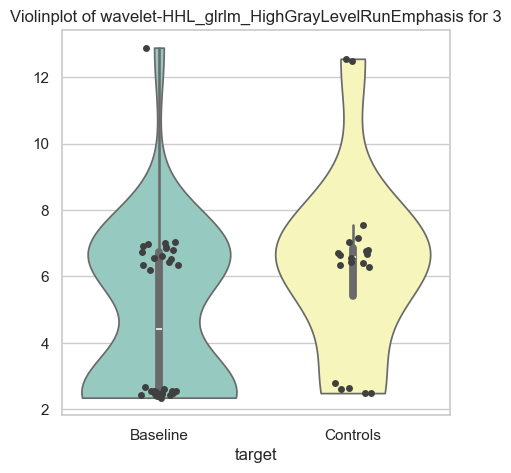 Violinplot of wavelet-HHL_glrlm_HighGrayLevelRunEmphasis for 3
12
10
8
6
4
2
Baseline
Controls
target